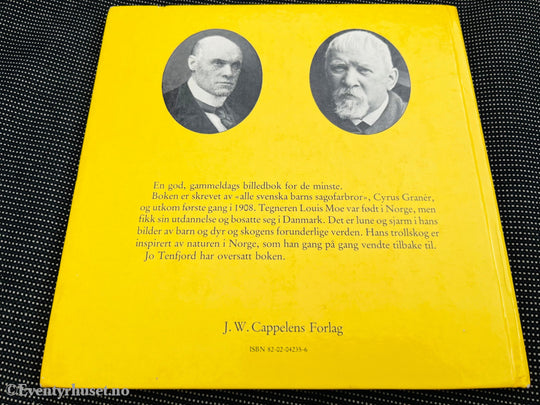 En god, gammeldags billedbok for de minste.
Boken er skrevet av «alle svenska barns sagofarbror», Cyrus Granér,
og utkom første gang i 1908. Tegneren Louis Moe var født i Norge, men
fikk sin utdannelse og bosatte seg i Danmark. Det er lune og sjarm i hans
bilder av barn og dyr og skogens forunderlige verden. Hans trollskog er
inspirert av naturen i Norge, som han gang på gang vendte tilbake til.
Jo Tenfjord har oversatt boken.
J. W. Cappelens Forlag
ISBN 82-02-04235-6
© Eventyrhuset.no